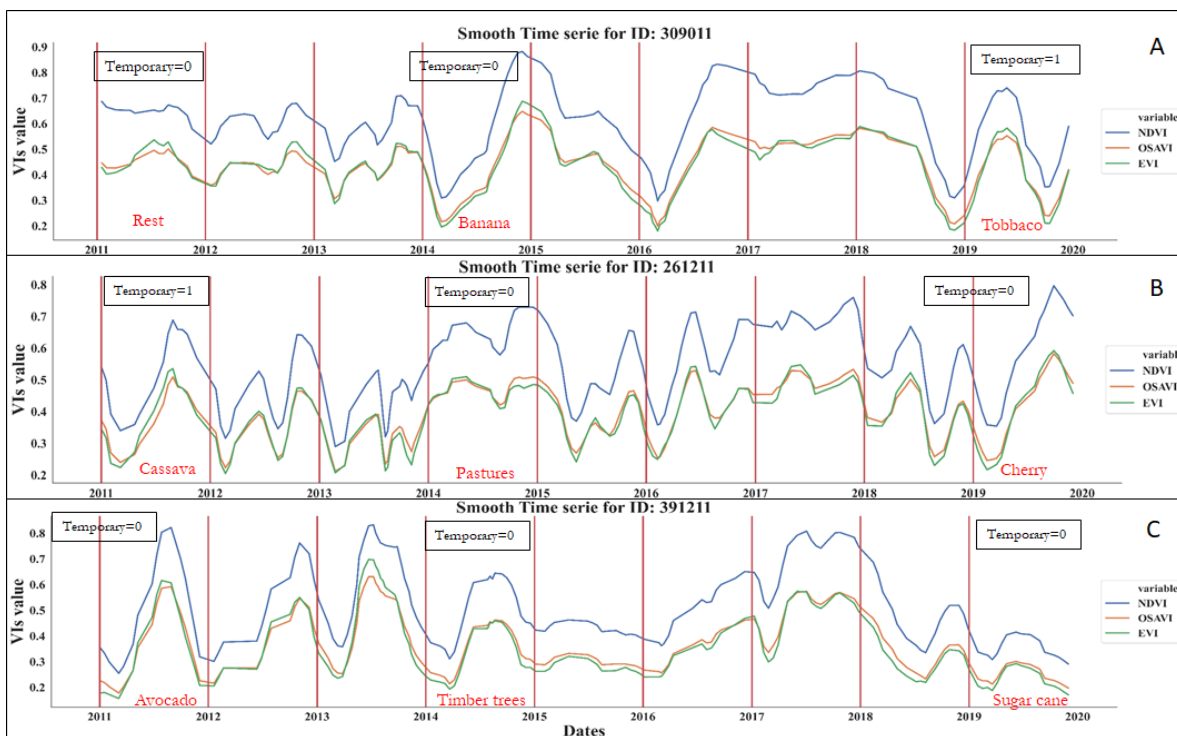 Smooth Time serie for ID: 309011
A
Temporary=0
Temporary=0
Temporary=1
VIs value
0.9
0.8
0.7
0.6
0.5
0.4
0.3
0.2
variable
NDVI
OSAVI
EVI
Rest
Banana
Tobbaco
2011 2012 2013 2014 2015 2016 2017 2018 2019 2020
Smooth Time serie for ID: 261211
B
Temporary=1
Temporary=0
Temporary=0
VIs value
0.8
0.7
0.6
0.5
0.4
0.3
0.2
variable
NDVI
OSAVI
EVI
Cassava
Pastures
Cherry
2011 2012 2013 2014 2015 2016 2017 2018 2019 2020
Smooth Time serie for ID: 391211
C
Temporary=0
Temporary=0
Temporary=0
VIs value
0.8
0.7
0.6
0.5
0.4
0.3
0.2
variable
NDVI
OSAVI
EVI
Avocado
Timber trees
Sugar cane
2011 2012 2013 2014 2015 2016 2017 2018 2019 2020
Dates